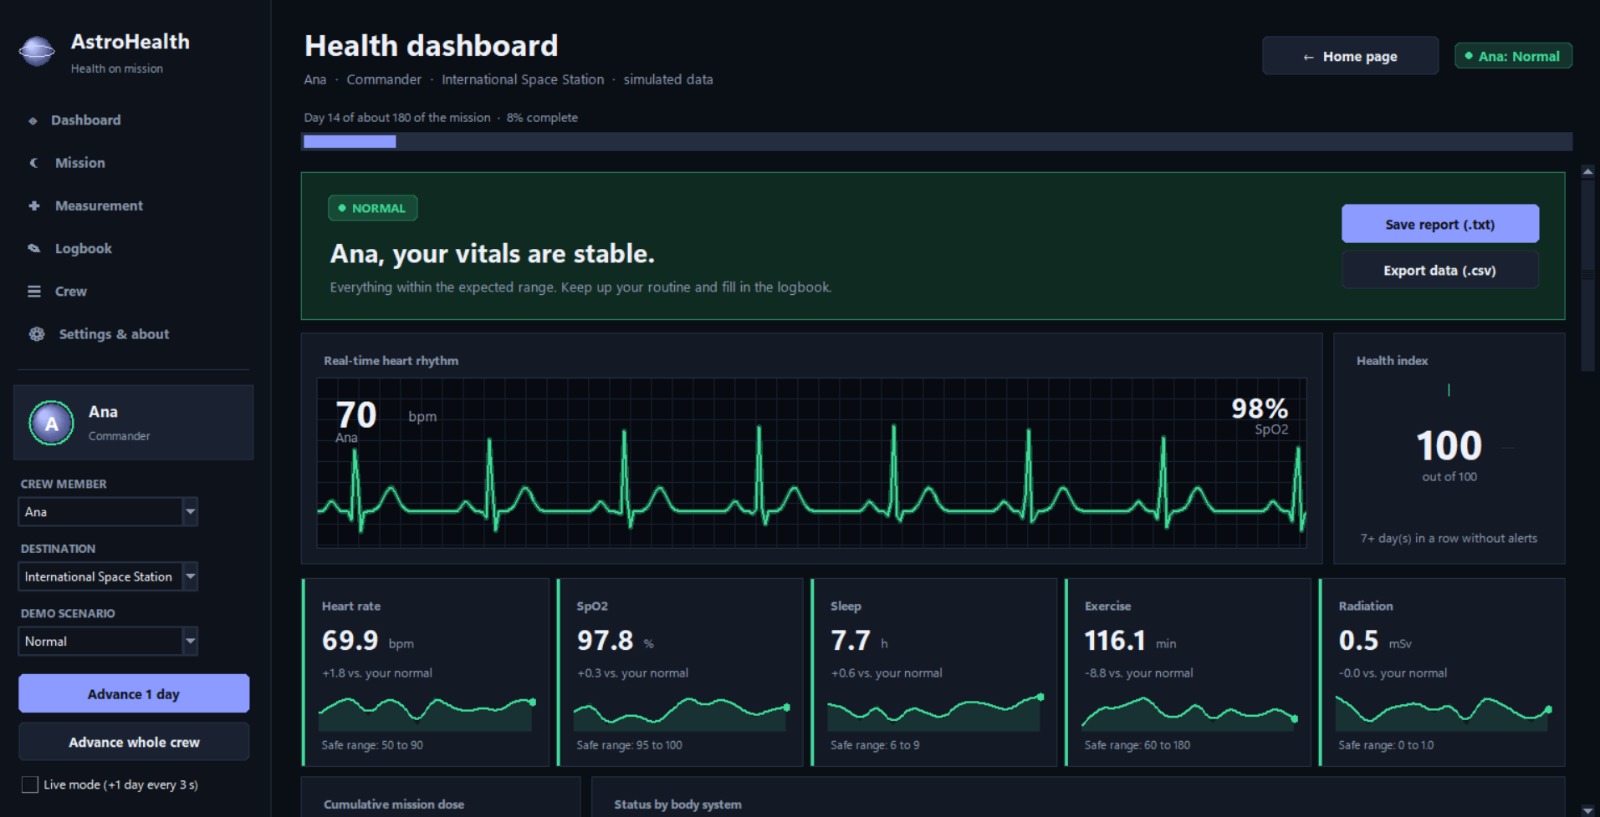 AstroHealth
Health on mission
Dashboard
Mission
Measurement
Logbook
Crew
Settings & about
A
Ana
Commander
CREW MEMBER
Ana
DESTINATION
International Space Station
DEMO SCENARIO
Normal
Advance 1 day
Advance whole crew
Live mode (+1 day every 3 s)
Health dashboard
Ana · Commander · International Space Station · simulated data
← Home page
Ana: Normal
Day 14 of about 180 of the mission · 8% complete
NORMAL
Ana, your vitals are stable.
Everything within the expected range. Keep up your routine and fill in the logbook.
Save report (.txt)
Export data (.csv)
Real-time heart rhythm
70 bpm
Ana
98%
SpO2
Health index
100
out of 100
7+ day(s) in a row without alerts
Heart rate
69.9 bpm
+1.8 vs. your normal
Safe range: 50 to 90
SpO2
97.8 %
+0.3 vs. your normal
Safe range: 95 to 100
Sleep
7.7 h
+0.6 vs. your normal
Safe range: 6 to 9
Exercise
116.1 min
-8.8 vs. your normal
Safe range: 60 to 180
Radiation
0.5 mSv
-0.0 vs. your normal
Safe range: 0 to 1.0
Cumulative mission dose
Status by body system